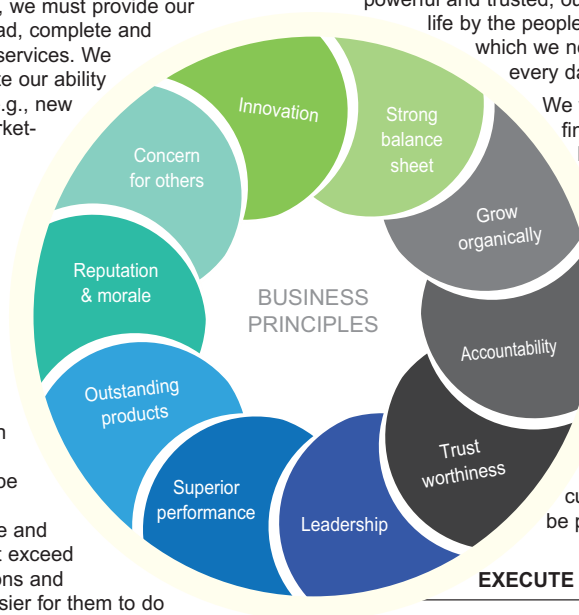 , we must provide our
ad, complete and
services. We
te our ability
e.g., new
rket-
powerful and trusted, ou
life by the people
which we n
every da
We
fin
Innovation
Strong
balance
sheet
Concern
for others
Grow
organically
Reputation
& morale
BUSINESS
PRINCIPLES
Accountability
Outstanding
products
Trust
worthiness
Superior
performance
Leadership
be
e and
t exceed
ons and
sier for them to do
cu
be p
EXECUTE